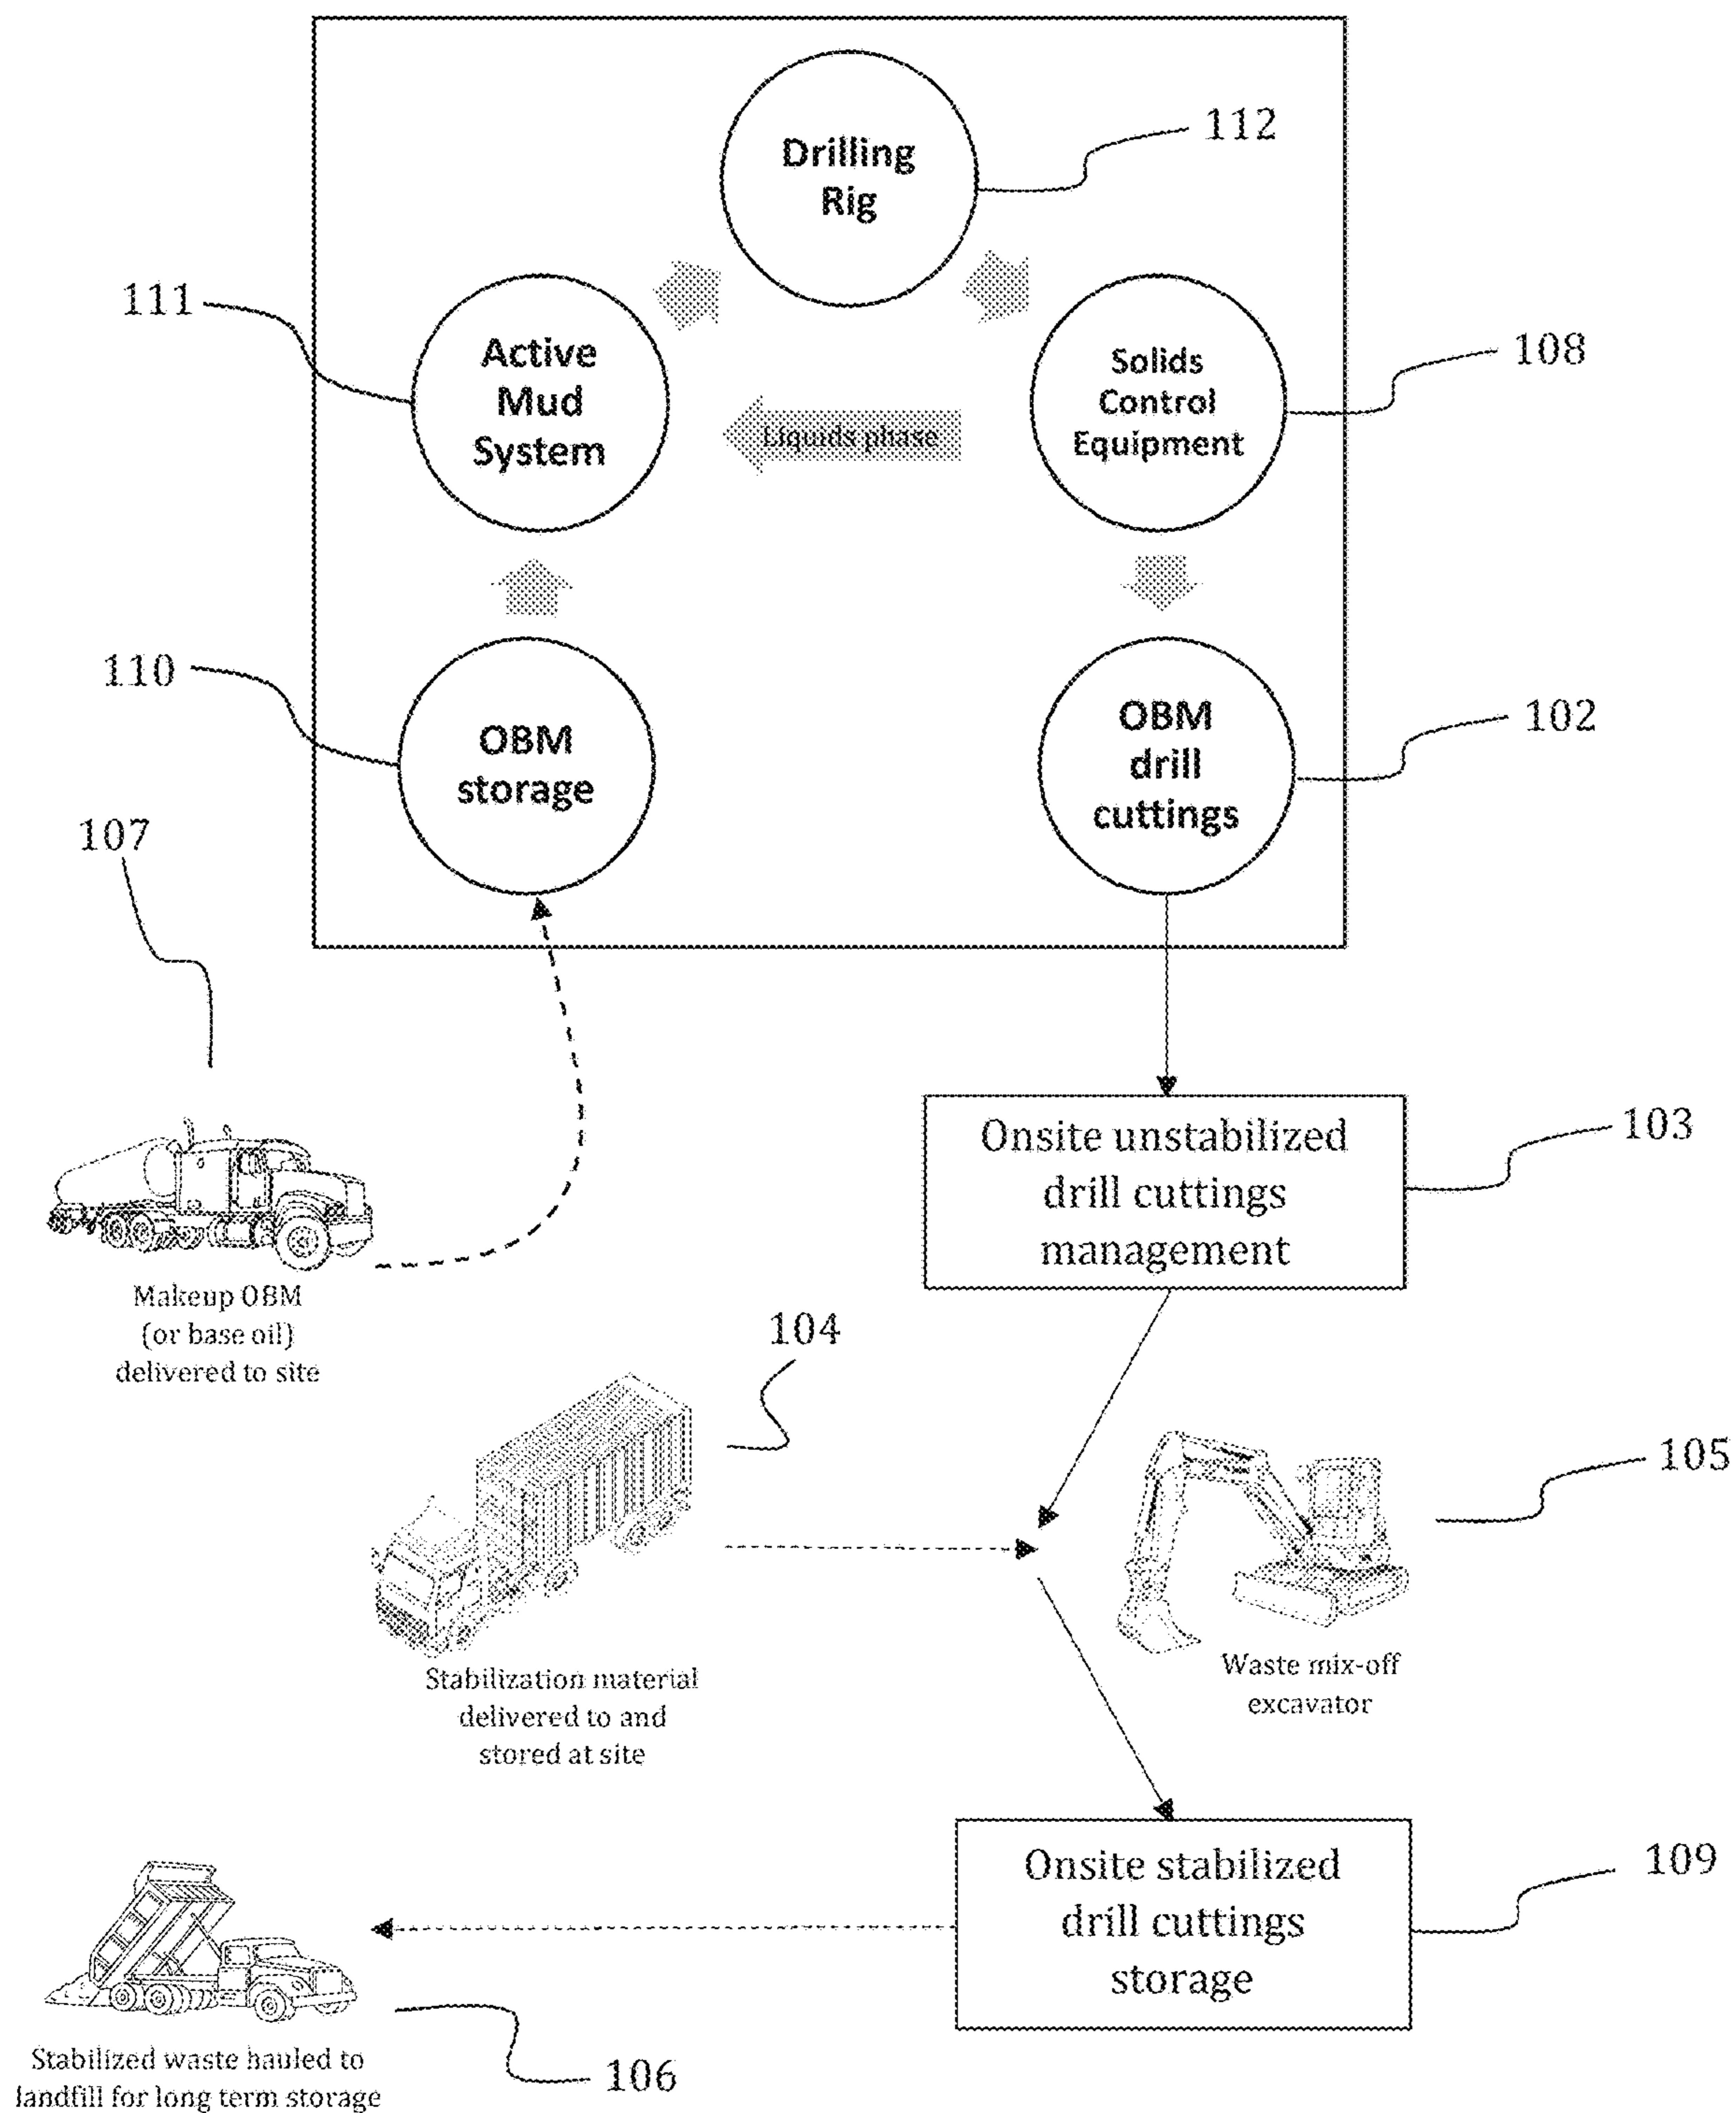 Drilling
Rig
112
111
Active
Mud
System
Liquids phase
Solids
Control
Equipment
108
110
OBM
storage
OBM
drill
cuttings
102
107
Makeup OBM
(or base oil)
delivered to site
Onsite unstabilized
drill cuttings
management
103
104
Stabilization material
delivered to and
stored at site
105
Waste mix-off
excavator
Onsite stabilized
drill cuttings
storage
109
Stabilized waste hauled to
landfill for long term storage
106